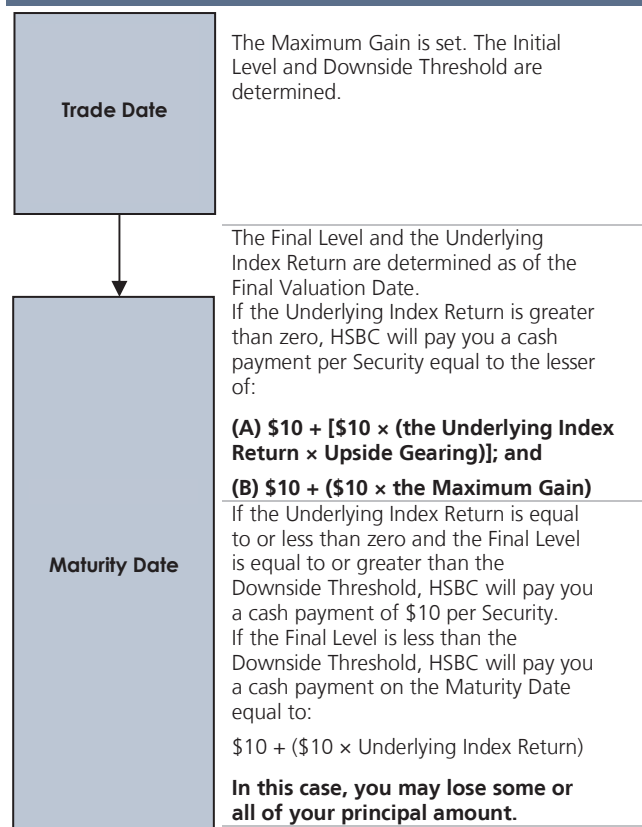 Trade Date
The Maximum Gain is set. The Initial
Level and Downside Threshold are
determined.
Maturity Date
The Final Level and the Underlying
Index Return are determined as of the
Final Valuation Date.
If the Underlying Index Return is greater
than zero, HSBC will pay you a cash
payment per Security equal to the lesser
of:
(A) $10 + [$10 × (the Underlying Index
Return × Upside Gearing)]; and
(B) $10 + ($10 × the Maximum Gain)
If the Underlying Index Return is equal
to or less than zero and the Final Level
is equal to or greater than the
Downside Threshold, HSBC will pay you
a cash payment of $10 per Security.
If the Final Level is less than the
Downside Threshold, HSBC will pay you
a cash payment on the Maturity Date
equal to:
$10 + ($10 × Underlying Index Return)
In this case, you may lose some or
all of your principal amount.